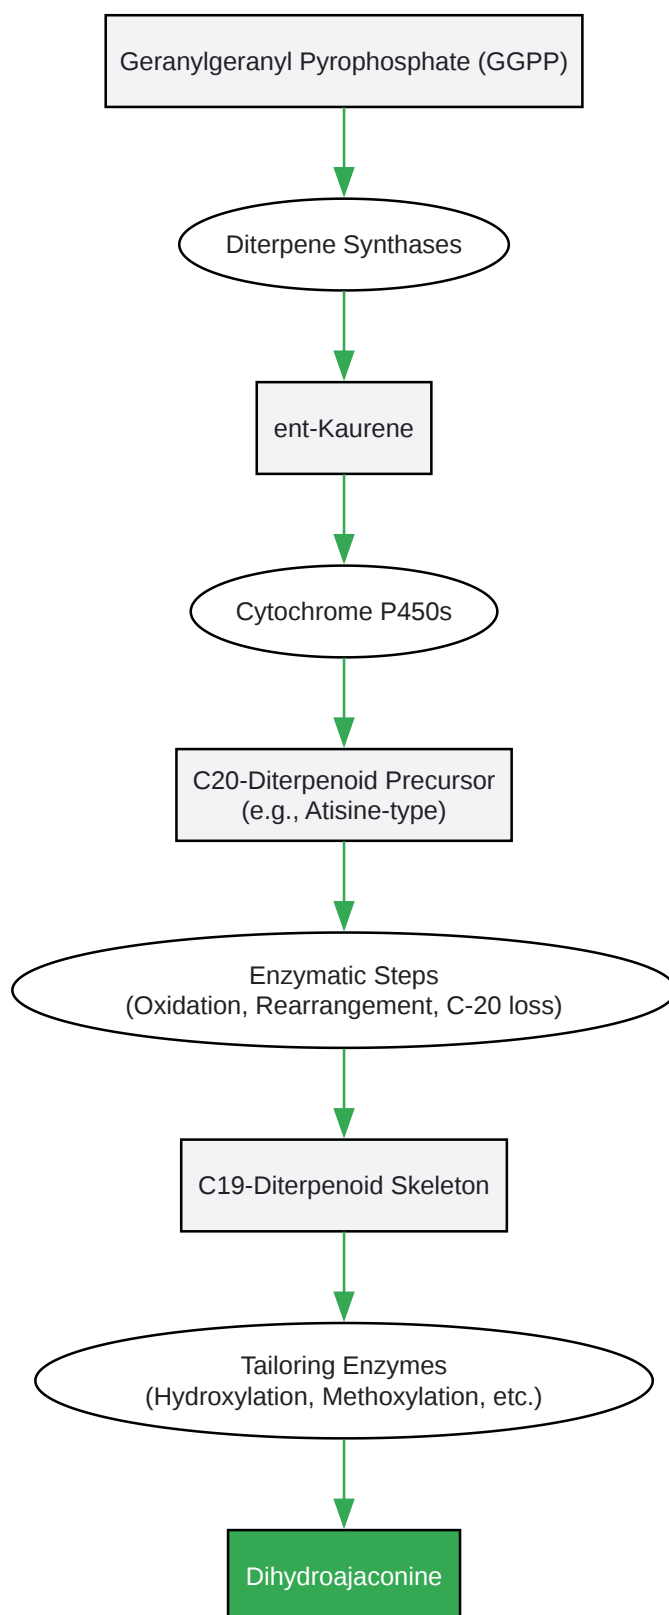 Geranylgeranyl Pyrophosphate (GGPP)
Diterpene Synthases
ent-Kaurene
Cytochrome P450s
C20-Diterpenoid Precursor
(e.g., Atisine-type)
Enzymatic Steps
(Oxidation, Rearrangement, C-20 loss)
C19-Diterpenoid Skeleton
Tailoring Enzymes
(Hydroxylation, Methoxylation, etc.)
Dihydroajaconine